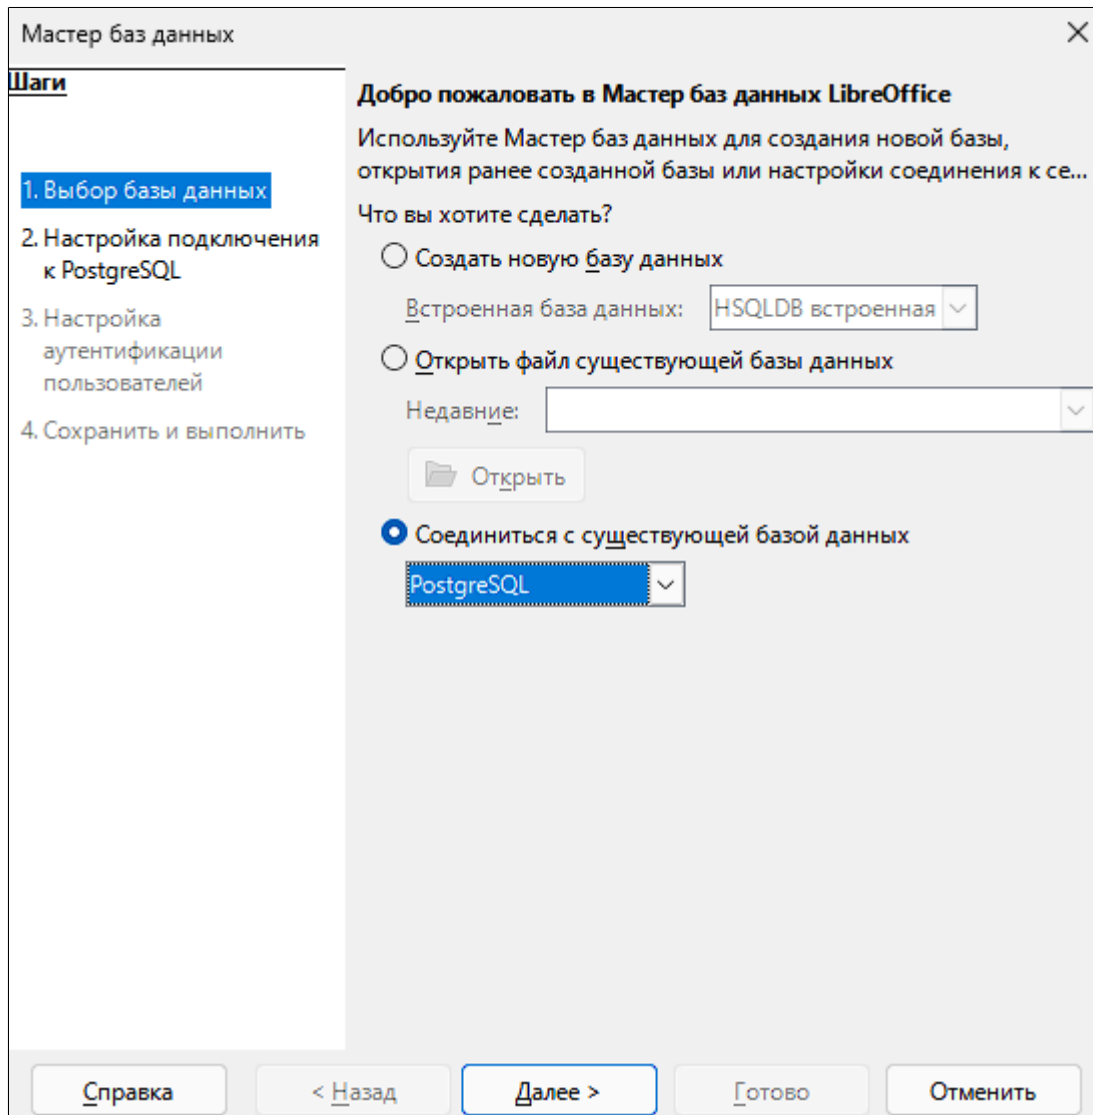 Мастер баз данных
Шаги
1. Выбор базы данных
2. Настройка подключения
к PostgreSQL
3. Настройка
аутентификации
пользователей
4. Сохранить и выполнить
Добро пожаловать в Мастер баз данных LibreOffice
Используйте Мастер баз данных для создания новой базы,
открытия ранее созданной базы или настройки соединения к се...
Что вы хотите сделать?
Создать новую базу данных
Встроенная база данных: HSQLDB встроенная
Открыть файл существующей базы данных
Недавние:
Открыть
Соединиться с существующей базой данных
PostgreSQL
Справка < Назад Далее > Готово Отменить